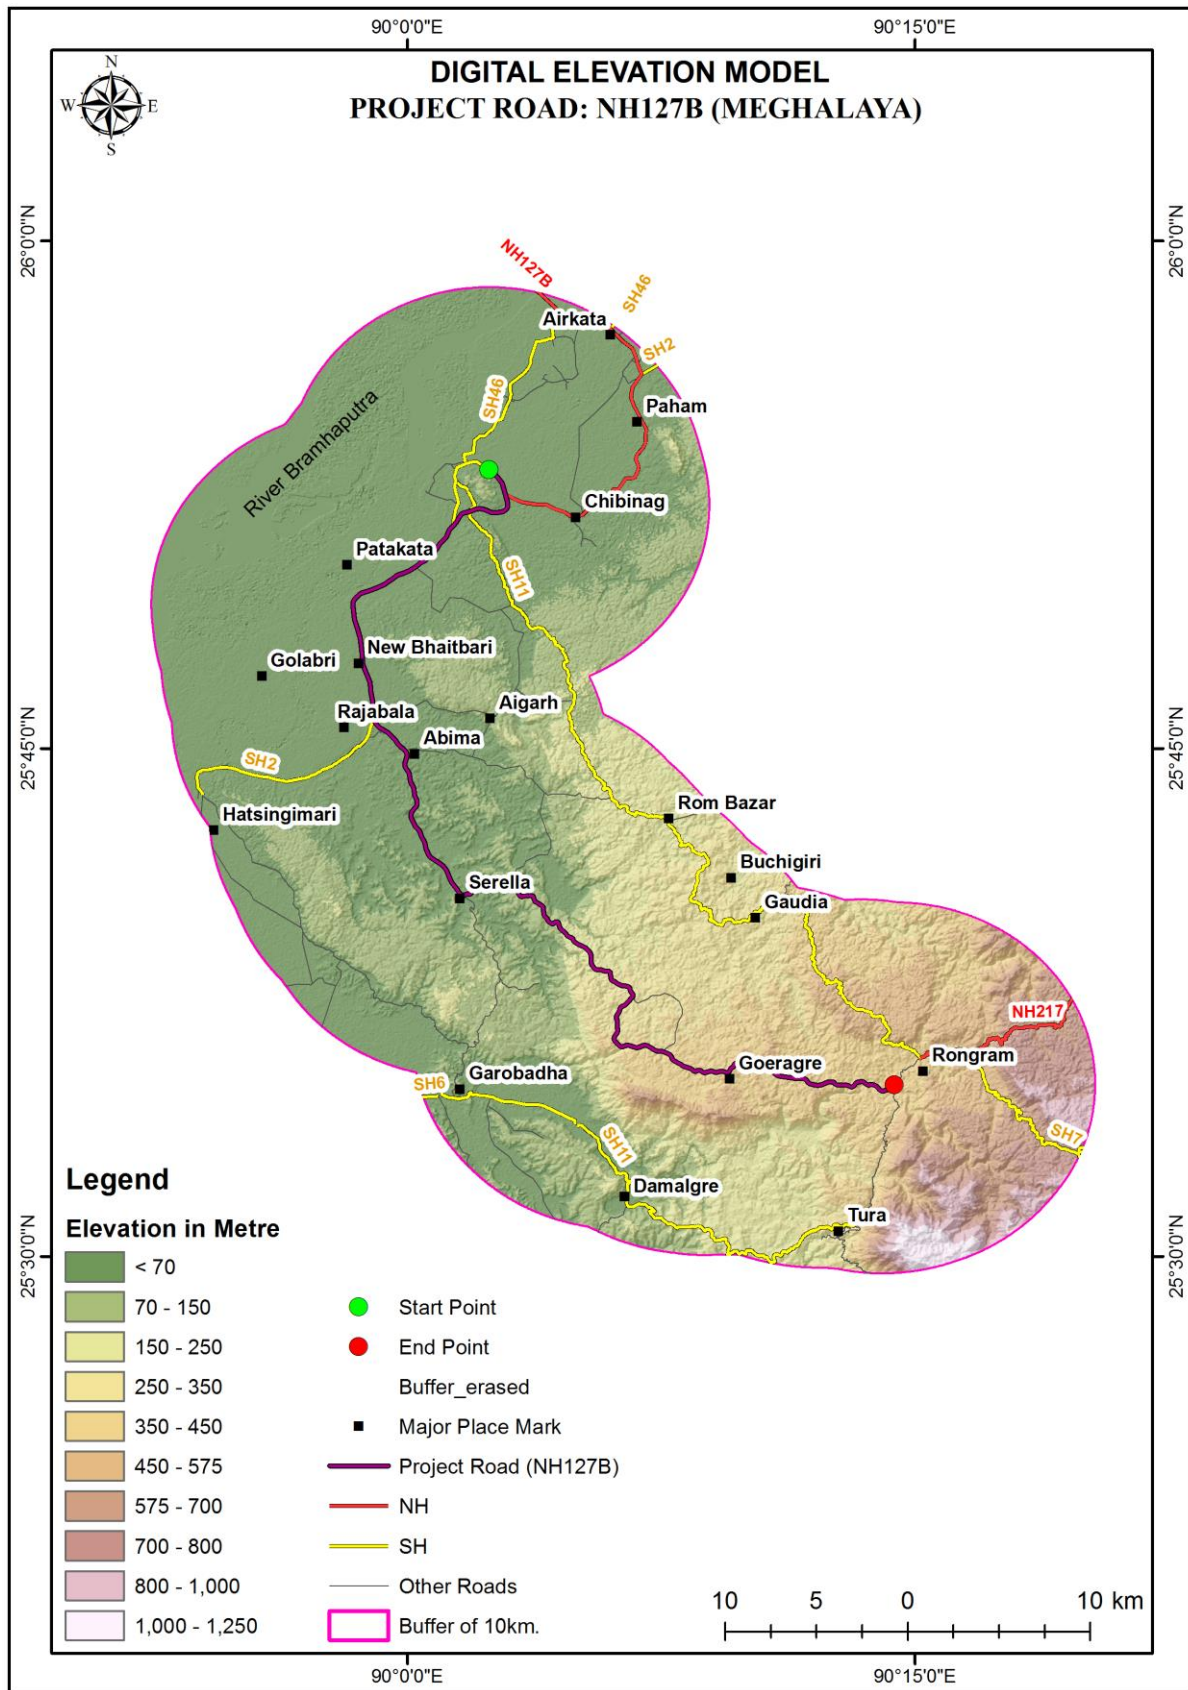 90°0'0"E
90°15'0"E
N
W E
S
DIGITAL ELEVATION MODEL
PROJECT ROAD: NH127B (MEGHALAYA)
26°0'0"N
26°0'0"N
NH127B
SH46
Airkata
SH2
SH46
Paham
River Bramhaputra
Chibinag
Patakata
SH11
New Bhaitbari
Golabri
Aigarh
Rajabala
Abima
25°45'0"N
25°45'0"N
SH2
Rom Bazar
Hatsingimari
Buchigiri
Serella
Gaudia
NH217
Rongram
Goeragre
Garobadha
SH6
SH7
SH11
Damalgre
Tura
25°30'0"N
25°30'0"N
Legend
Elevation in Metre
< 70
70 - 150
150 - 250
250 - 350
350 - 450
450 - 575
575 - 700
700 - 800
800 - 1,000
1,000 - 1,250
Start Point
End Point
Buffer_erased
Major Place Mark
Project Road (NH127B)
NH
SH
Other Roads
Buffer of 10km.
10 5 0 10 km
90°0'0"E
90°15'0"E